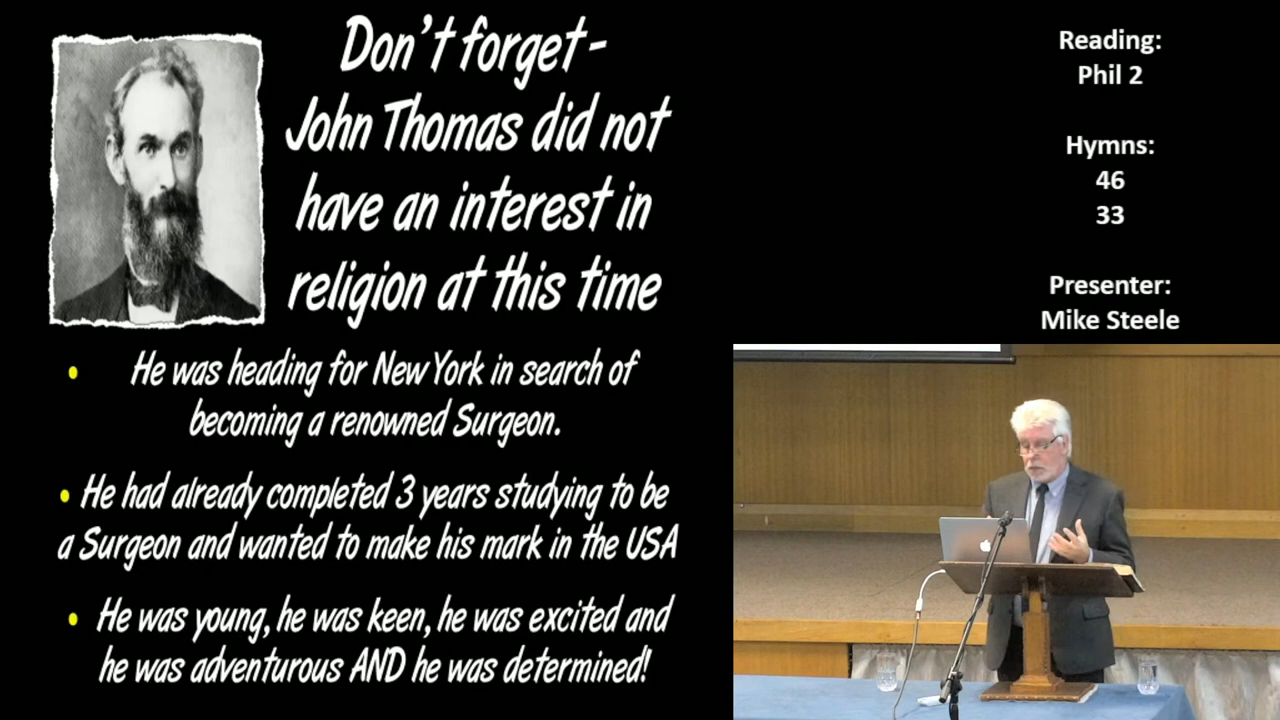 Don't forget -
John Thomas did not
have an interest in
religion at this time
• He was heading for New York in search of
becoming a renowned Surgeon.
• He had already completed 3 years studying to be
a Surgeon and wanted to make his mark in the USA
• He was young, he was keen, he was excited and
he was adventurous AND he was determined!
Reading:
Phil 2
Hymns:
46
33
Presenter:
Mike Steele